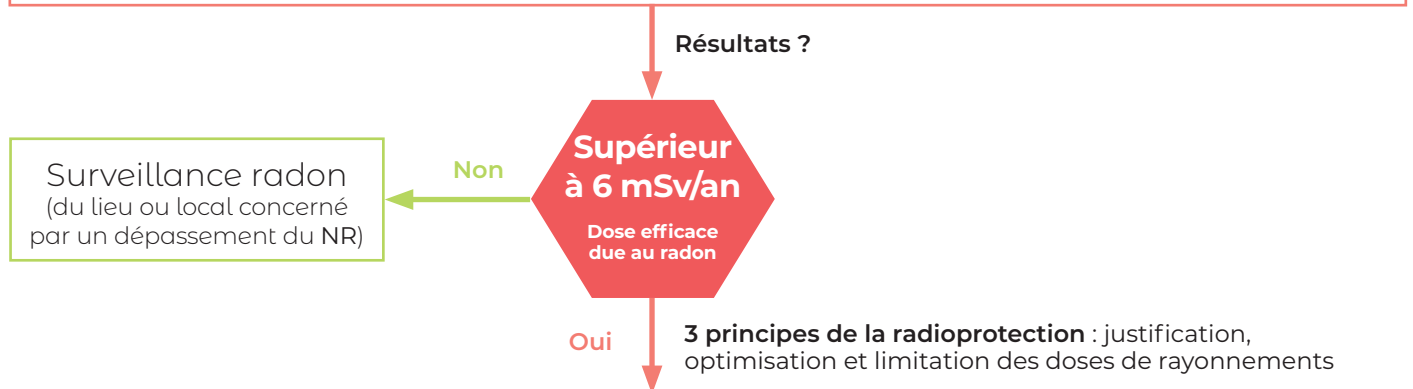 Résultats ?
Supérieur
à 6 mSv/an
Dose efficace
due au radon
Non
Surveillance radon
(du lieu ou local concerné
par un dépassement du NR)
Oui
3 principes de la radioprotection : justification,
optimisation et limitation des doses de rayonnements